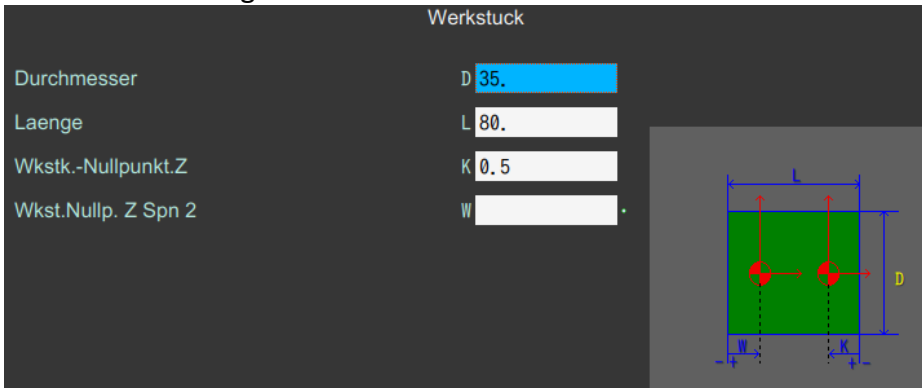 Werkstuck
Durchmesser D 35.
Laenge L 80.
Wkstk.-Nullpunkt.Z K 0.5
Wkst.Nullp. Z Spn 2 W
L
D
W K
- + + -